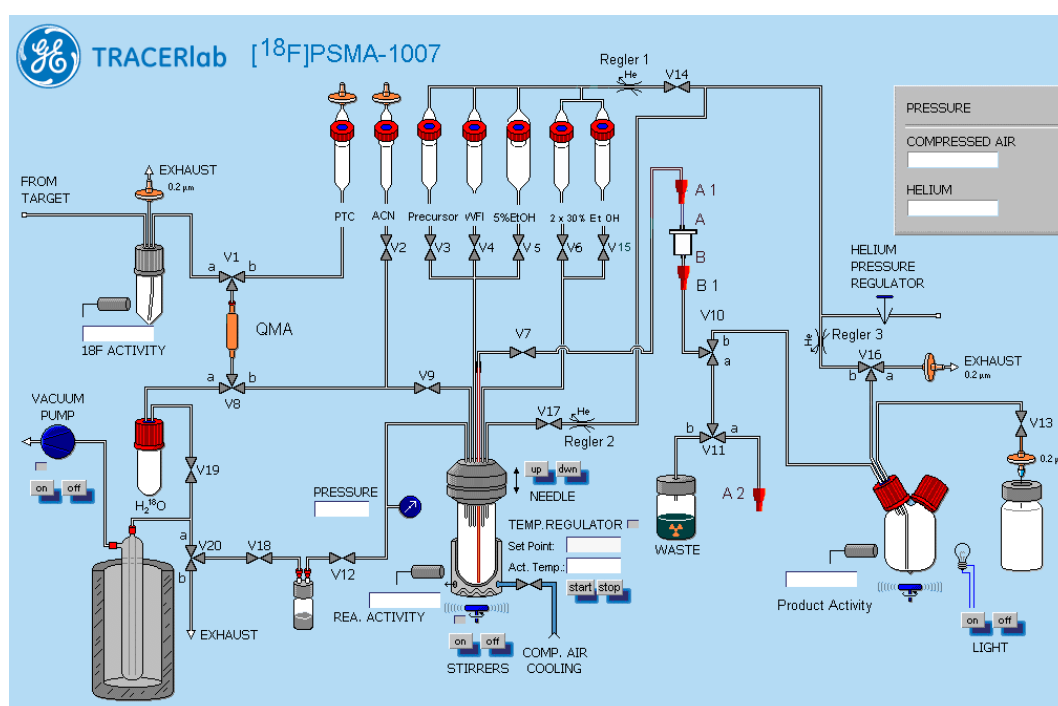 GE TRACERlab [18F]PSMA-1007
Regler 1
He
V14
PRESSURE
COMPRESSED AIR
HELIUM
EXHAUST
0.2 µm
FROM
TARGET
PTC
ACN
Precursor
WFI
5%EtOH
2 x 30% EtOH
V2
V3
V4
V5
V6
V15
A 1
A
B
B 1
HELIUM
PRESSURE
REGULATOR
V1
a
b
QMA
18F ACTIVITY
V7
V10
b
a
He
Regler 3
V16
b
a
EXHAUST
0.2 µm
a
b
V8
V9
VACUUM
PUMP
on
off
V19
H218O
V17
He
Regler 2
b
a
V11
A 2
V13
0.2 µ
up
dwn
NEEDLE
PRESSURE
TEMP.REGULATOR
Set Point:
Act. Temp.:
start
stop
WASTE
a
V20
b
V18
V12
EXHAUST
REA. ACTIVITY
on
off
STIRRERS
COMP. AIR
COOLING
Product Activity
on
off
LIGHT